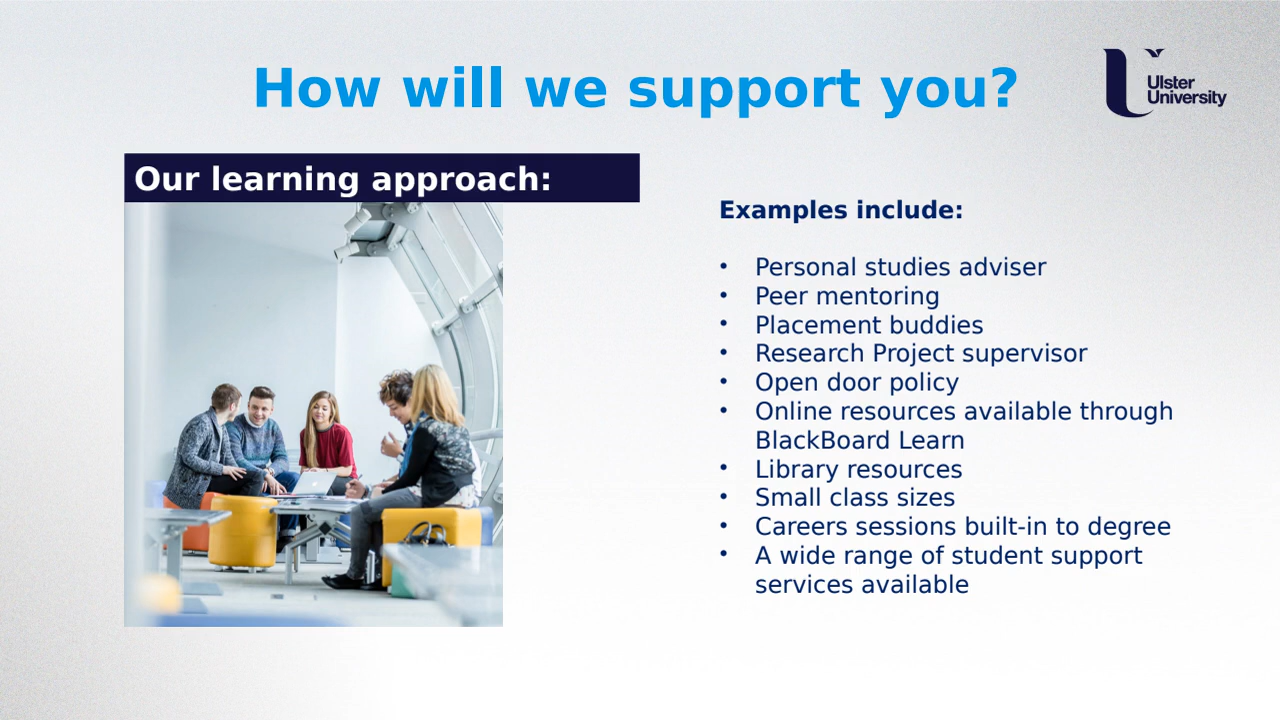 How will we support you?
Ulster
University
Our learning approach:
Examples include:
• Personal studies adviser
• Peer mentoring
• Placement buddies
• Research Project supervisor
• Open door policy
• Online resources available through
BlackBoard Learn
• Library resources
• Small class sizes
• Careers sessions built-in to degree
• A wide range of student support
services available